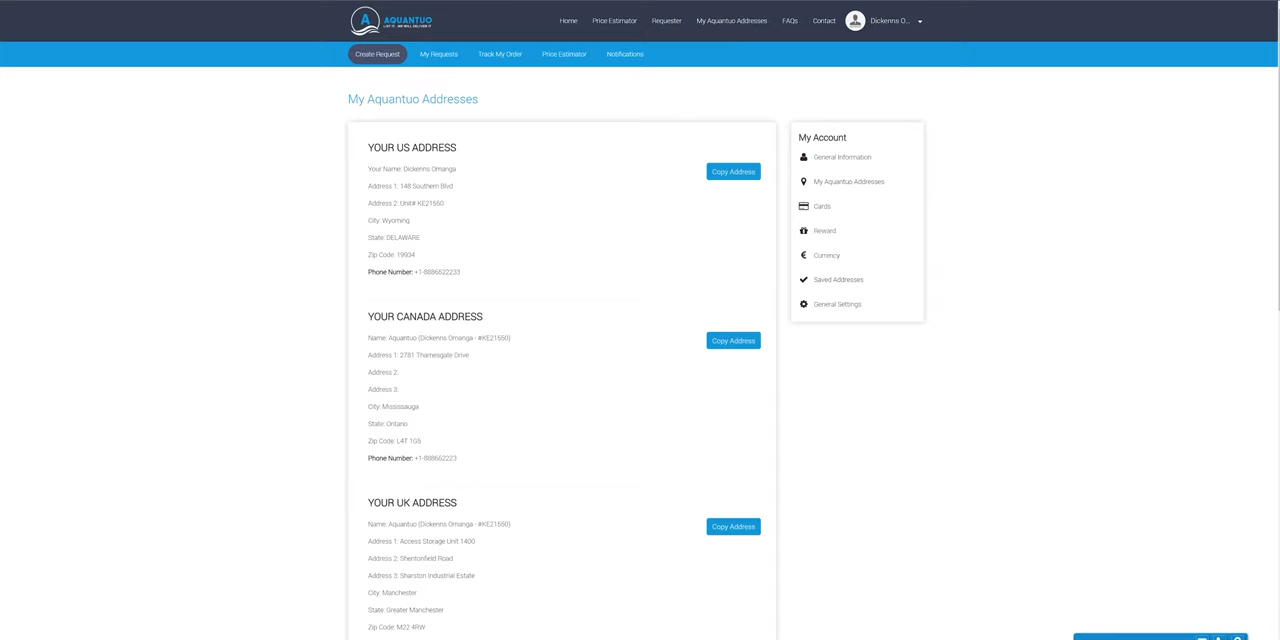 AQUANTUO
Home
Price Estimator
Requester
My Aquantuo Addresses
FAQs
Contact
Dickenns O...
Create Request
My Requests
Track My Order
Price Estimator
Notifications
My Aquantuo Addresses
YOUR US ADDRESS
Your Name: Dickenns Omanga
Copy Address
Address 1: 148 Southern Blvd
Address 2: Unit# KE21550
City: Wyoming
State: DELAWARE
Zip Code: 19934
Phone Number: +1-8886522233
YOUR CANADA ADDRESS
Name: Aquantuo (Dickenns Omanga - #KE21550)
Copy Address
Address 1: 2781 Thamesgate Drive
Address 2:
Address 3:
City: Mississauga
State: Ontario
Zip Code: L4T 1G5
Phone Number: +1-888652223
YOUR UK ADDRESS
Name: Aquantuo (Dickenns Omanga - #KE21550)
Copy Address
Address 1: Access Storage Unit 1400
Address 2: Shentonfield Road
Address 3: Sharston Industrial Estate
City: Manchester
State: Greater Manchester
Zip Code: M22 4RW
My Account
General Information
My Aquantuo Addresses
Cards
Reward
Currency
Saved Addresses
General Settings